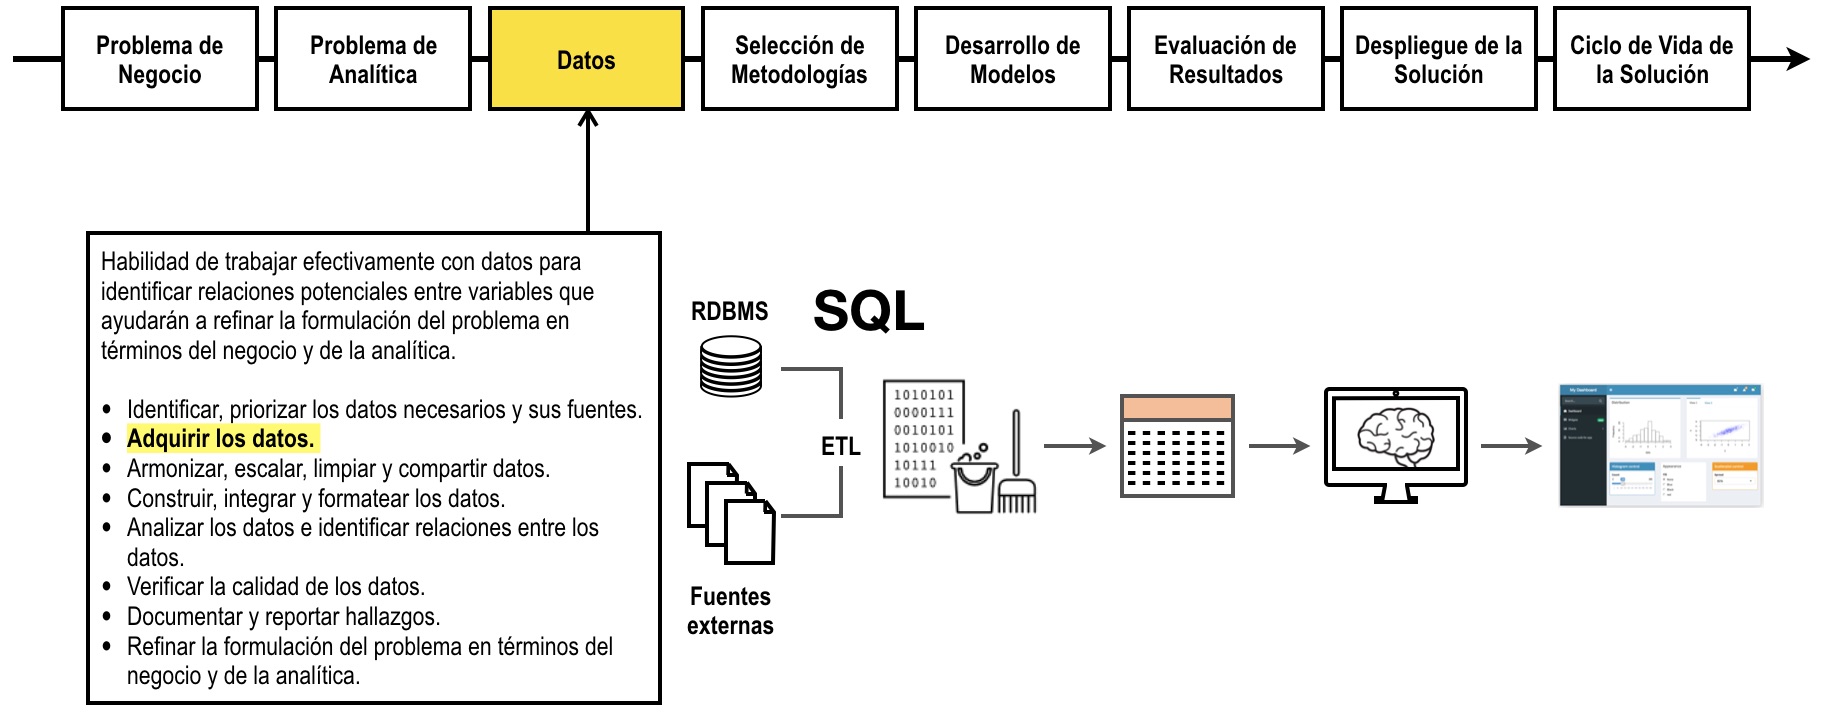 Problema de
Negocio
Problema de
Analítica
Datos
Selección de
Metodologías
Desarrollo de
Modelos
Evaluación de
Resultados
Despliegue de la
Solución
Ciclo de Vida de
la Solución
Habilidad de trabajar efectivamente con datos para
identificar relaciones potenciales entre variables que
ayudarán a refinar la formulación del problema en
términos del negocio y de la analítica.
• Identificar, priorizar los datos necesarios y sus fuentes.
• Adquirir los datos.
• Armonizar, escalar, limpiar y compartir datos.
• Construir, integrar y formatear los datos.
• Analizar los datos e identificar relaciones entre los
datos.
• Verificar la calidad de los datos.
• Documentar y reportar hallazgos.
• Refinar la formulación del problema en términos del
negocio y de la analítica.
RDBMS
SQL
ETL
Fuentes
externas
1010101
0000111
0010101
1010010
10111
10010
My Dashboard